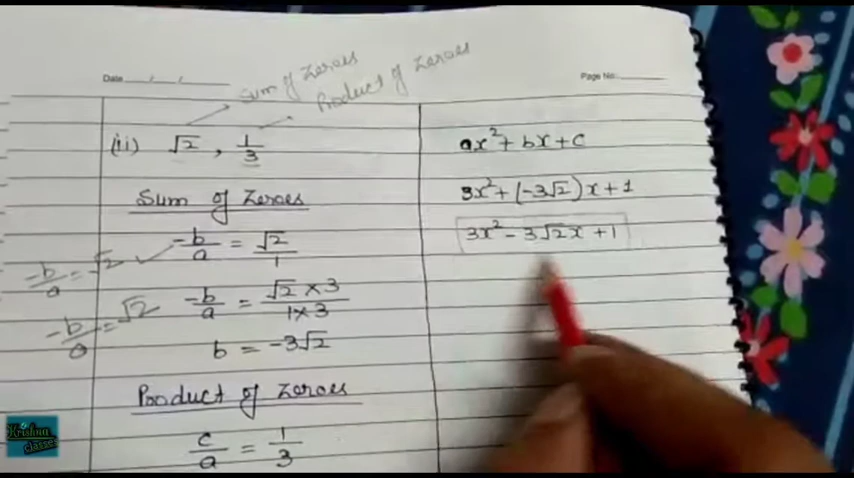 Sum of Zeroes
Product of Zeroes
Date / /
Page No.
(ii) √2 , 1/3
Sum of Zeroes
-b/a = √2/1
-b/a = √2
-b/a = √2×3/1×3
-b/a = √2
b = -3√2
Product of Zeroes
c/a = 1/3
ax² + bx + c
3x² + (-3√2)x + 1
3x² - 3√2x + 1
Krishna
classes